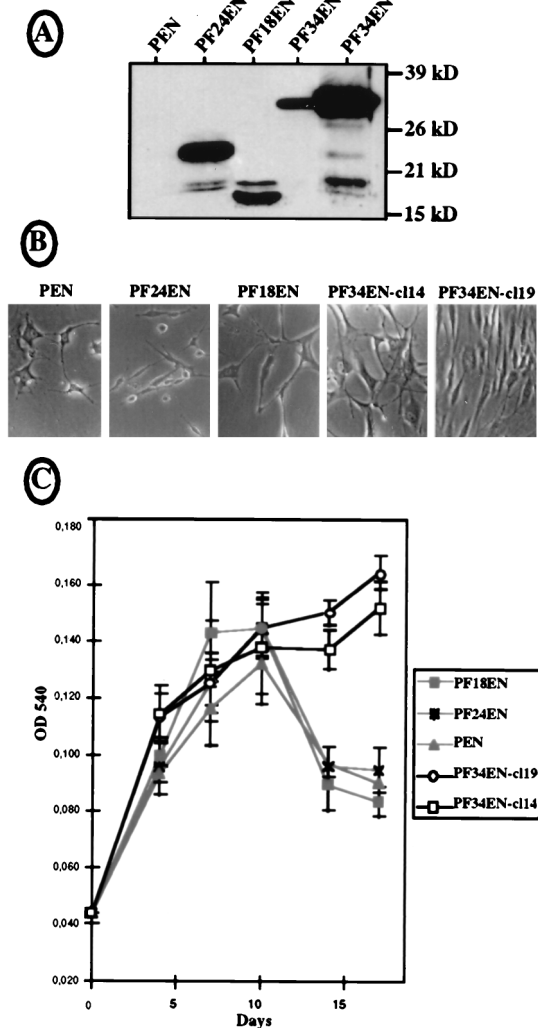 A
PEN PF24EN PF18EN PF34EN PF34EN
39 kD
26 kD
21 kD
15 kD
B
PEN PF24EN PF18EN PF34EN-cl14 PF34EN-cl19
C
0,180
0,160
0,140
0,120
0,100
0,080
0,060
0,040
0,020
OD 540
0 5 10 15
Days
PF18EN
PF24EN
PEN
PF34EN-cl19
PF34EN-cl14